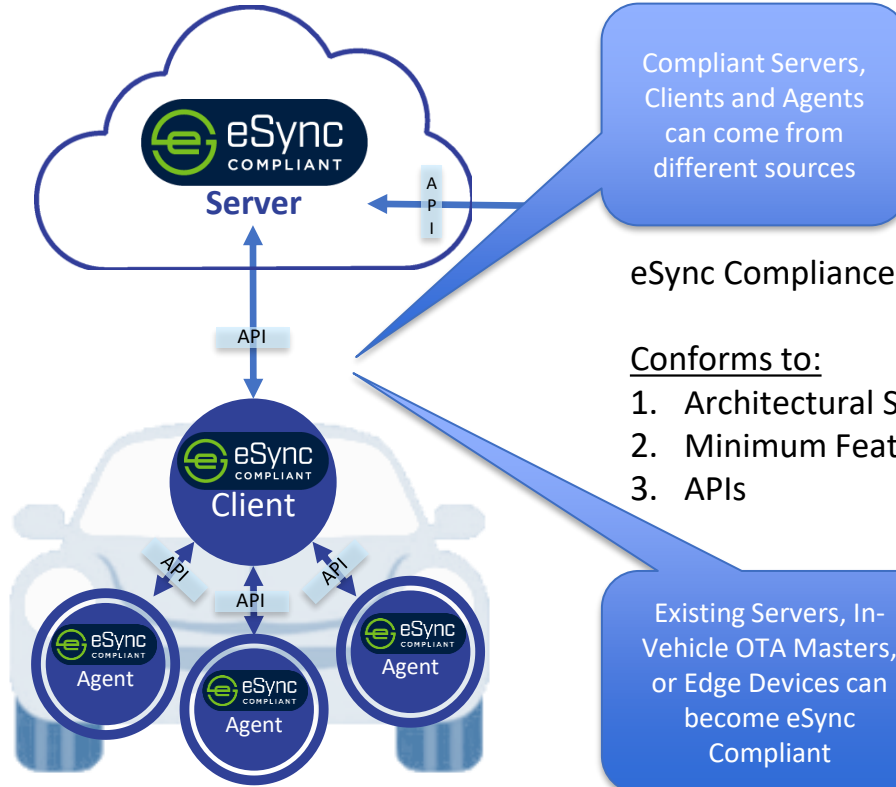 eSync
COMPLIANT
Server
API
API
Compliant Servers,
Clients and Agents
can come from
different sources
eSync Compliance
Conforms to:
1. Architectural S
2. Minimum Feat
3. APIs
eSync
COMPLIANT
Client
API
API
API
eSync
COMPLIANT
Agent
eSync
COMPLIANT
Agent
eSync
COMPLIANT
Agent
Existing Servers, In-
Vehicle OTA Masters,
or Edge Devices can
become eSync
Compliant